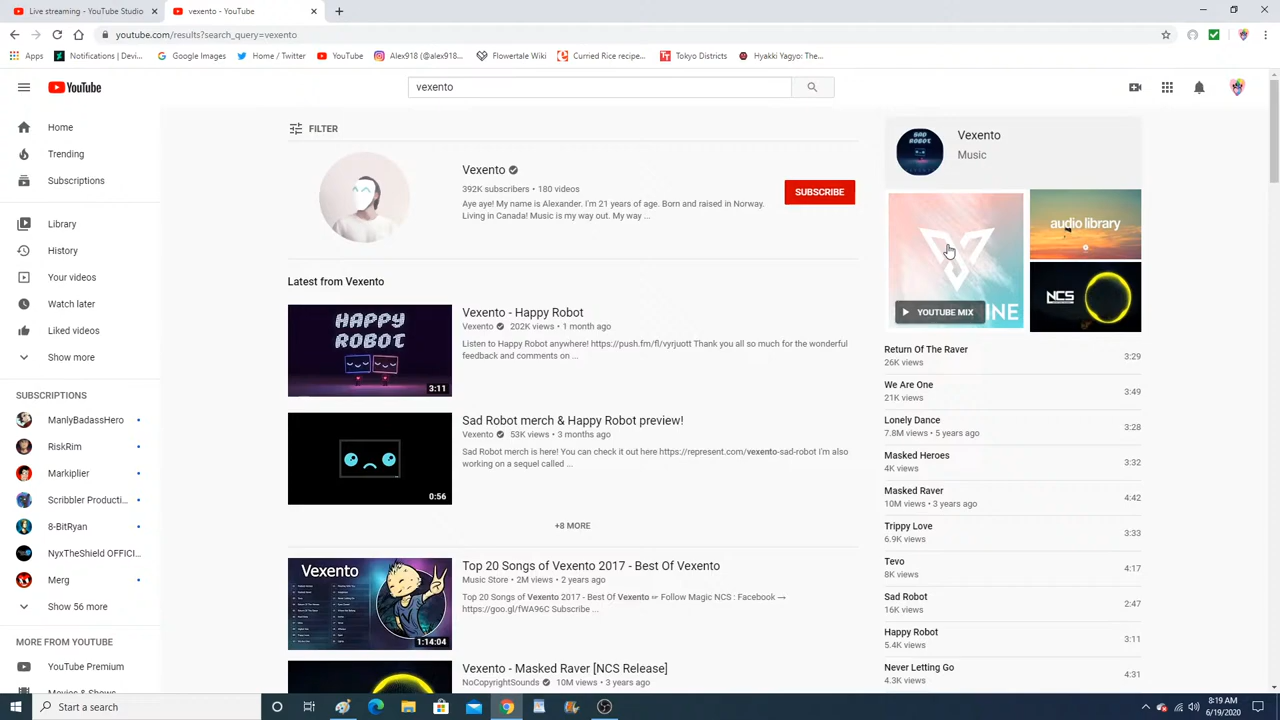 Live streaming - YouTube Studio
vexento - YouTube
youtube.com/results?search_query=vexento
Apps
Notifications | Devi...
Google Images
Home / Twitter
YouTube
Alex918 (@alex918...
Flowertale Wiki
Curried Rice recipe...
Tokyo Districts
Hyakki Yagyo: The...
YouTube
vexento
Home
Trending
Subscriptions
Library
History
Your videos
Watch later
Liked videos
Show more
SUBSCRIPTIONS
ManlyBadassHero
RiskRim
Markiplier
Scribbler Producti...
8-BitRyan
NyxTheShield OFFICI...
Merg
Show 56 more
MORE FROM YOUTUBE
YouTube Premium
Movies & Shows
FILTER
Vexento
392K subscribers • 180 videos
Aye aye! My name is Alexander. I'm 21 years of age. Born and raised in Norway.
Living in Canada! Music is my way out. My way ...
SUBSCRIBE
Latest from Vexento
HAPPY
ROBOT
3:11
Vexento - Happy Robot
Vexento 202K views • 1 month ago
Listen to Happy Robot anywhere! https://push.fm/fl/vyrjuott Thank you all so much for the wonderful
feedback and comments on ...
0:56
Sad Robot merch & Happy Robot preview!
Vexento 53K views • 3 months ago
Sad Robot merch is here! You can check it out here https://represent.com/vexento-sad-robot I'm also
working on a sequel called ...
+8 MORE
Vexento
1:14:04
Top 20 Songs of Vexento 2017 - Best Of Vexento
Music Store • 2M views • 2 years ago
Top 20 Songs of Vexento 2017 - Best Of Vexento ☞ Follow Magic NCS : Facebook →
https://goo.gl/fWA96C Subscribe ...
Vexento - Masked Raver [NCS Release]
NoCopyrightSounds 10M views • 3 years ago
SAD
ROBOT
Vexento
Music
YOUTUBE MIX
INE
audio library
NCS
Return Of The Raver
26K views
3:29
We Are One
21K views
3:49
Lonely Dance
7.8M views • 5 years ago
3:28
Masked Heroes
4K views
3:32
Masked Raver
10M views • 3 years ago
4:42
Trippy Love
6.9K views
3:33
Tevo
8K views
4:17
Sad Robot
16K views
2:47
Happy Robot
5.4K views
3:11
Never Letting Go
4.3K views
4:31
Start a search
8:19 AM
6/19/2020